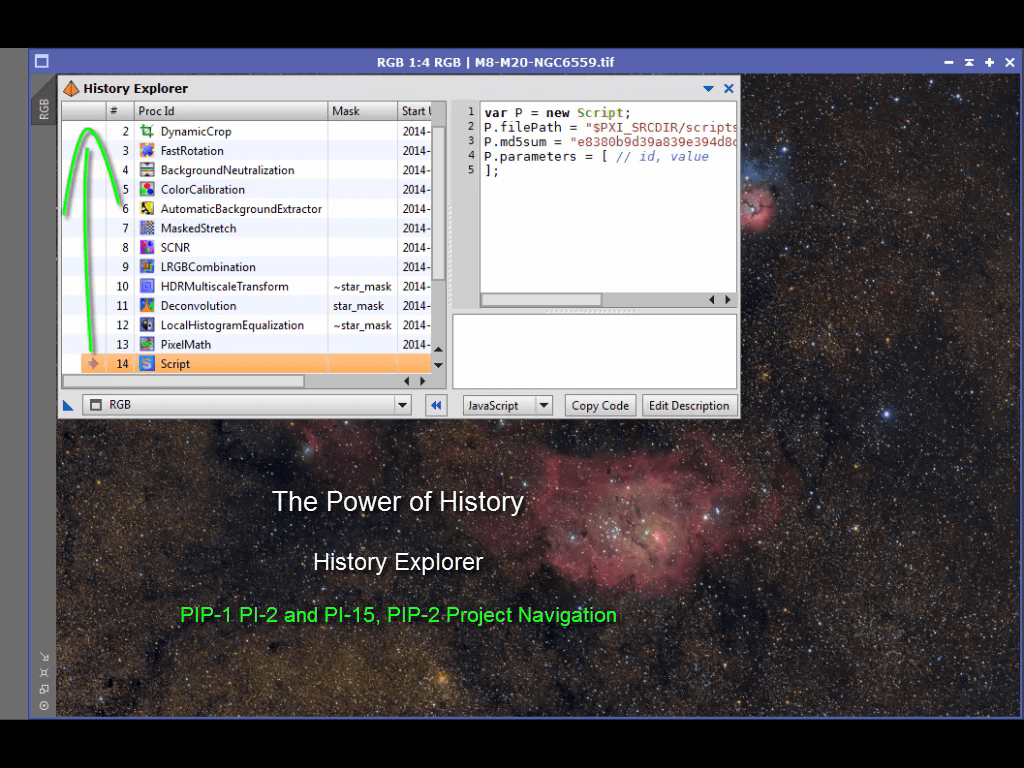 RGB 1:4 RGB | M8-M20-NGC6559.tif
RGB
History Explorer
# Proc Id Mask Start U
2 DynamicCrop 2014-
3 FastRotation 2014-
4 BackgroundNeutralization 2014-
5 ColorCalibration 2014-
6 AutomaticBackgroundExtractor 2014-
7 MaskedStretch 2014-
8 SCNR 2014-
9 LRGBCombination 2014-
10 HDRMultiscaleTransform ~star_mask 2014-
11 Deconvolution star_mask 2014-
12 LocalHistogramEqualization ~star_mask 2014-
13 PixelMath 2014-
14 Script
1 var P = new Script;
2 P.filePath = "$PXI_SRCDIR/scripts
3 P.md5sum = "e8380b9d39a839e394d8c
4 P.parameters = [ // id, value
5 ];
RGB
JavaScript Copy Code Edit Description
The Power of History
History Explorer
PIP-1 PI-2 and PI-15, PIP-2 Project Navigation